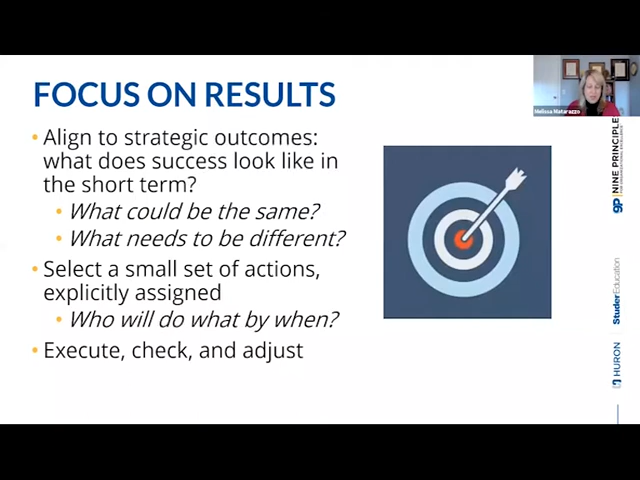 FOCUS ON RESULTS
• Align to strategic outcomes:
what does success look like in
the short term?
• What could be the same?
• What needs to be different?
• Select a small set of actions,
explicitly assigned
• Who will do what by when?
• Execute, check, and adjust
Melissa Matarazzo
9P NINE PRINCIPLE
StuderEducation
HURON